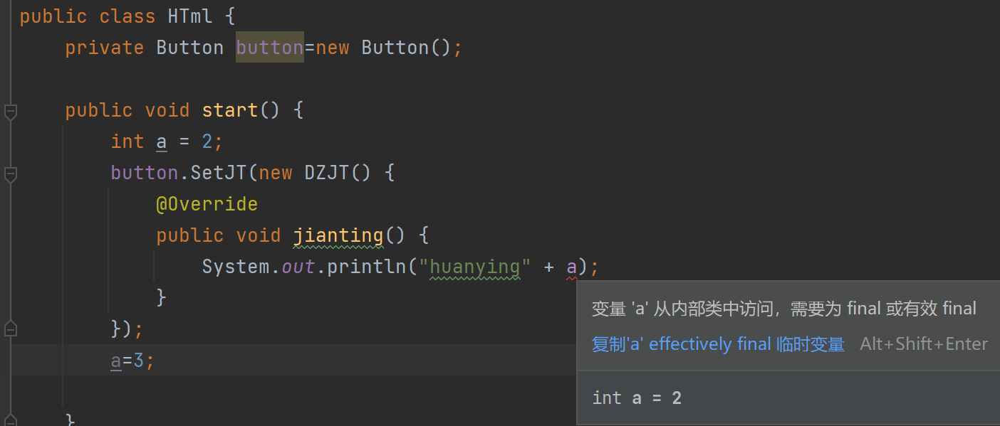 public class HTml {
private Button button=new Button();
public void start() {
int a = 2;
button.SetJT(new DZJT() {
@Override
public void jianting() {
System.out.println("huanying" + a);
}
});
a=3;
}
变量 'a' 从内部类中访问，需要为 final 或有效 final
复制'a' effectively final 临时变量 Alt+Shift+Enter
int a = 2